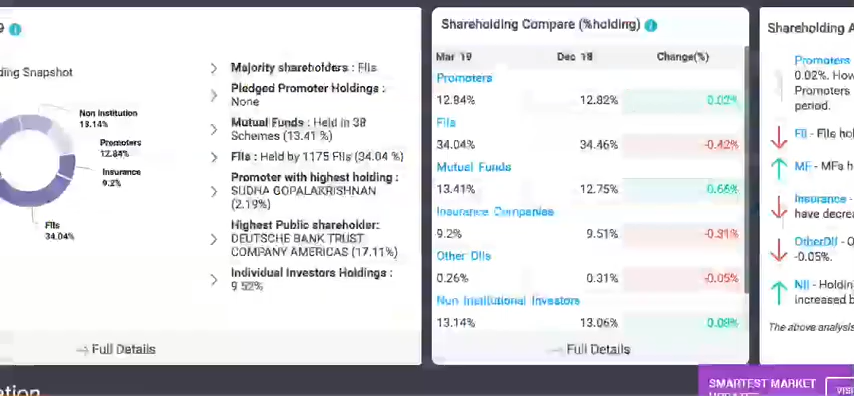 9
ding Snapshot
Non Institution
13.14%
Promoters
12.84%
Insurance
9.2%
FIIs
34.04%
Majority shareholders : FIIs
Pledged Promoter Holdings :
None
Mutual Funds : Held in 38
Schemes (13.41 %)
FIIs : Held by 1175 FIIs (34.04 %)
Promoter with highest holding :
SUDHA GOPALAKRISHNAN
(2.19%)
Highest Public shareholder:
DEUTSCHE BANK TRUST
COMPANY AMERICAS (17.11%)
Individual Investors Holdings :
9.52%
Full Details
Shareholding Compare (%holding)
Mar 19 Dec 18 Change(%)
Promoters
12.84% 12.82% 0.02%
FIIs
34.04% 34.46% -0.42%
Mutual Funds
13.41% 12.75% 0.66%
Insurance Companies
9.2% 9.51% -0.31%
Other DIIs
0.26% 0.31% -0.05%
Non Institutional Investors
13.14% 13.06% 0.08%
Full Details
Shareholding A
Promoters
0.02%. How
Promoters
period.
FII - FIIs hol
MF - MFs h
Insurance -
have decrea
OtherDII - O
-0.05%.
NII - Holdin
increased b
The above analysis
SMARTEST MARKET
VISI
ation